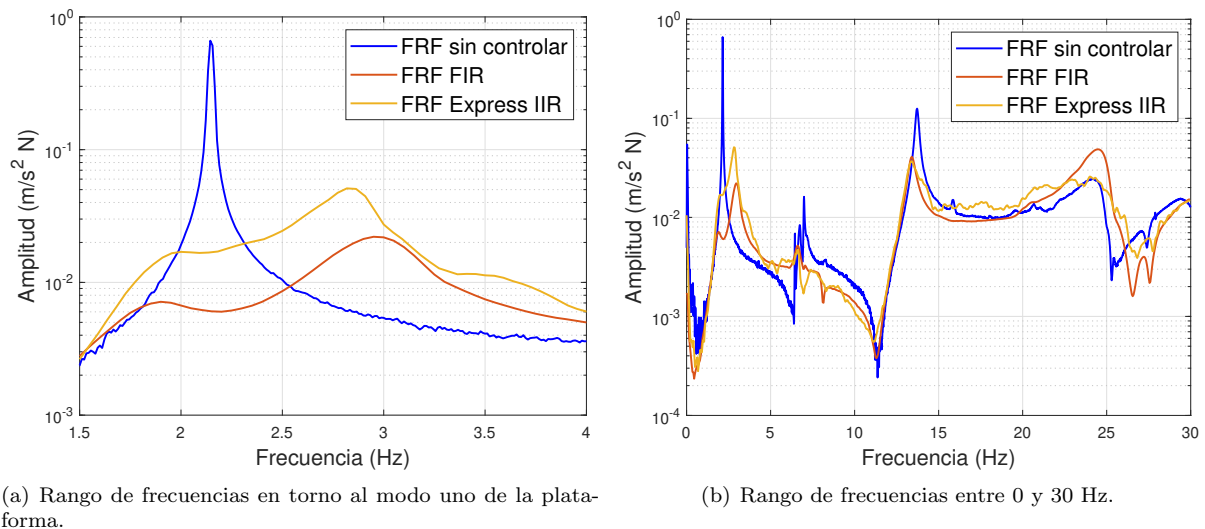 10^0
10^-1
10^-2
10^-3
Amplitud (m/s^2 N)
FRF sin controlar
FRF FIR
FRF Express IIR
1.5 2 2.5 3 3.5 4
Frecuencia (Hz)
(a) Rango de frecuencias en torno al modo uno de la plata-
forma.
10^0
10^-1
10^-2
10^-3
10^-4
Amplitud (m/s^2 N)
FRF sin controlar
FRF FIR
FRF Express IIR
0 5 10 15 20 25 30
Frecuencia (Hz)
(b) Rango de frecuencias entre 0 y 30 Hz.